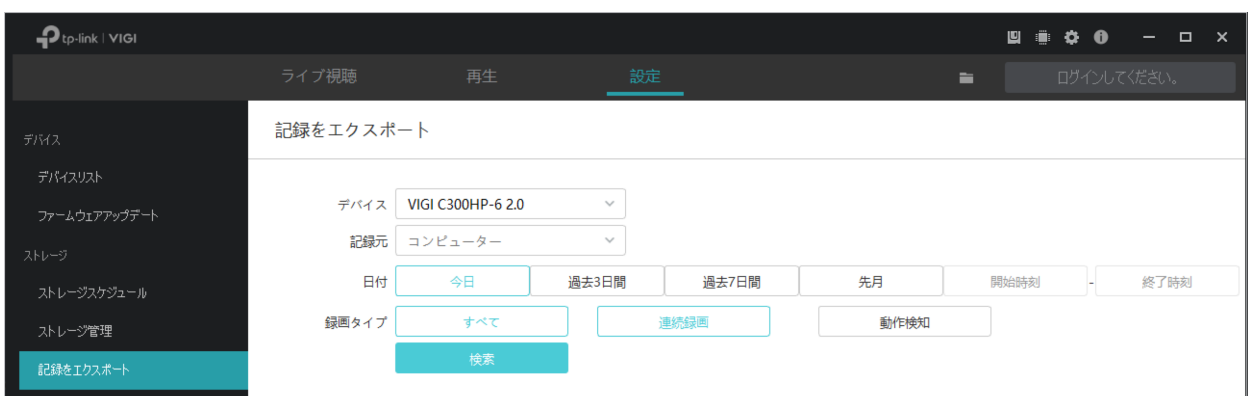 tp-link | VIGI
ライブ視聴 再生 設定 ログインしてください。
デバイス
デバイスリスト
ファームウェアアップデート
ストレージ
ストレージスケジュール
ストレージ管理
記録をエクスポート
記録をエクスポート
デバイス VIGI C300HP-6 2.0
記録元 コンピューター
日付 今日 過去3日間 過去7日間 先月 開始時刻 - 終了時刻
録画タイプ すべて 連続録画 動作検知
検索